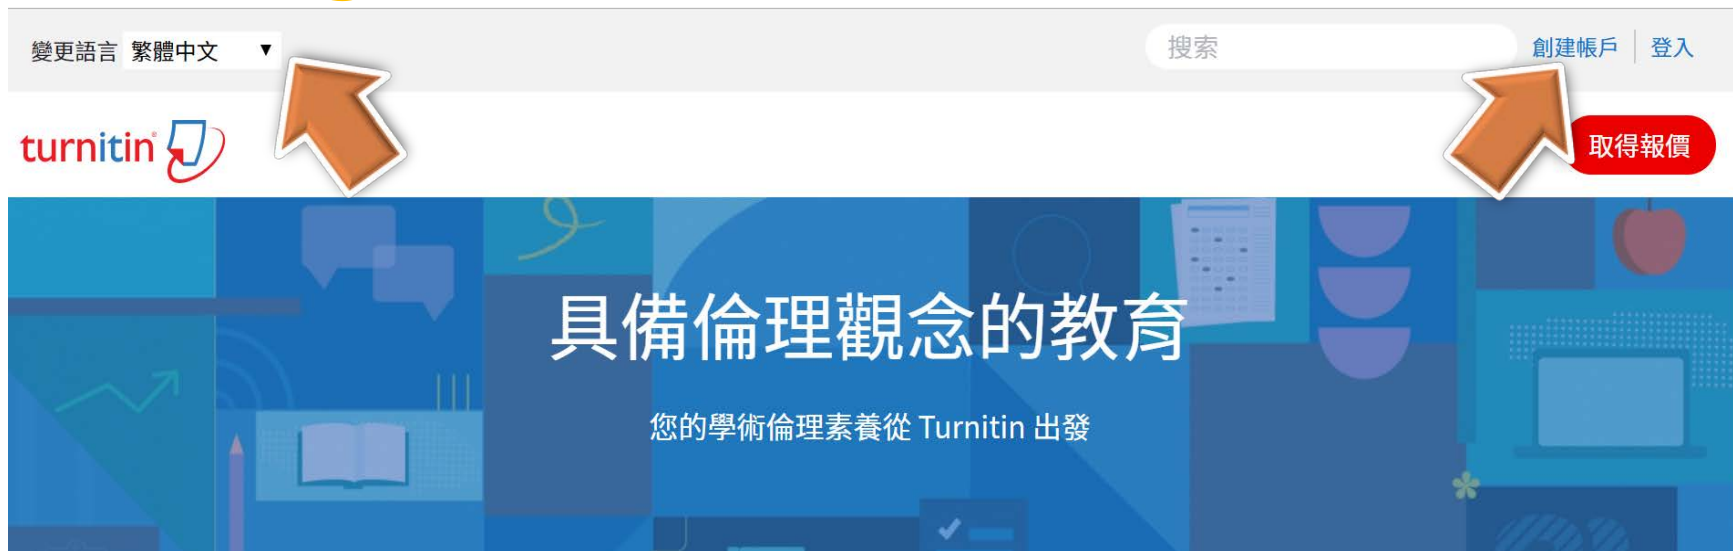 變更語言 繁體中文
搜索
創建帳戶 登入
turnitin
取得報價
具備倫理觀念的教育
您的學術倫理素養從 Turnitin 出發